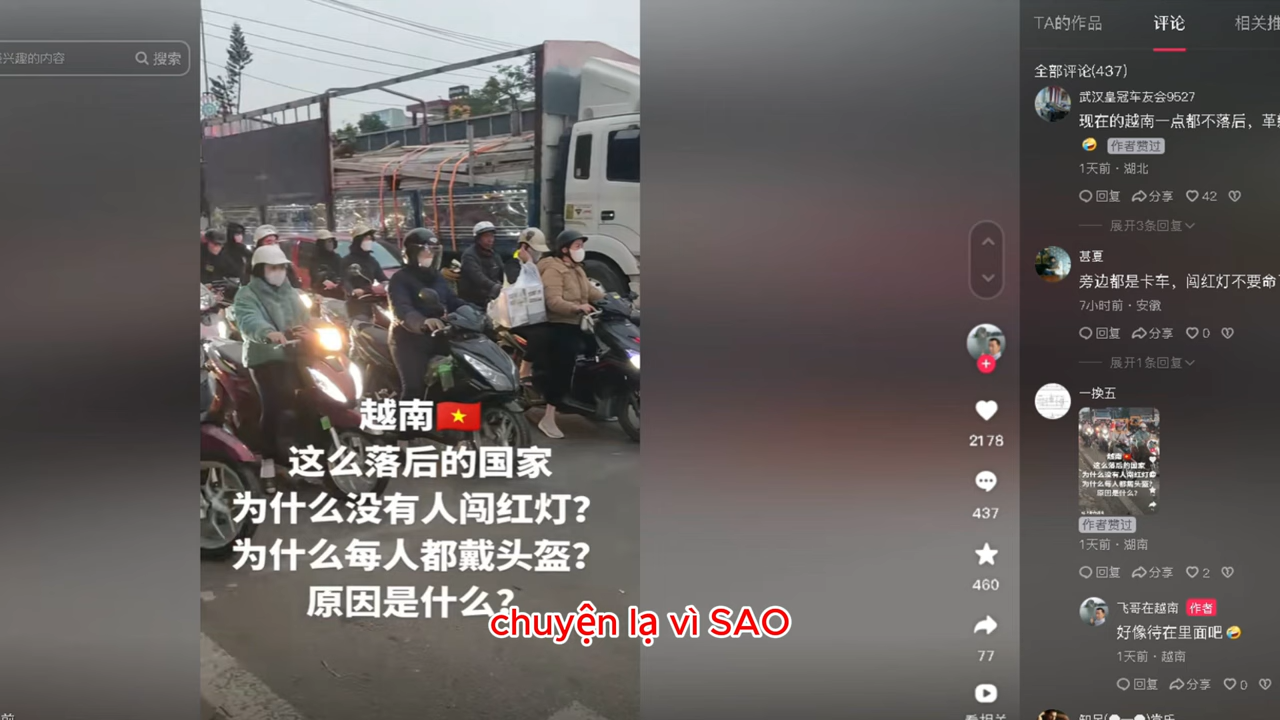 兴趣的内容
搜索
越南
这么落后的国家
为什么没有人闯红灯?
为什么每人都戴头盔?
原因是什么?
chuyện lạ vì SAO
2178
437
460
77
看相关
TA的作品
评论
相关推
全部评论(437)
武汉皇冠车友会9527
现在的越南一点都不落后，革
作者赞过
1天前·湖北
回复 分享 42
展开3条回复
甚夏
旁边都是卡车，闯红灯不要命
7小时前·安徽
回复 分享 0
展开1条回复
一换五
越南
这么落后的国家
为什么没有人闯红灯?
为什么每人都戴头盔?
原因是什么?
作者赞过
1天前·湖南
回复 分享 2
飞哥在越南 作者
好像待在里面吧
1天前·越南
回复 分享 0